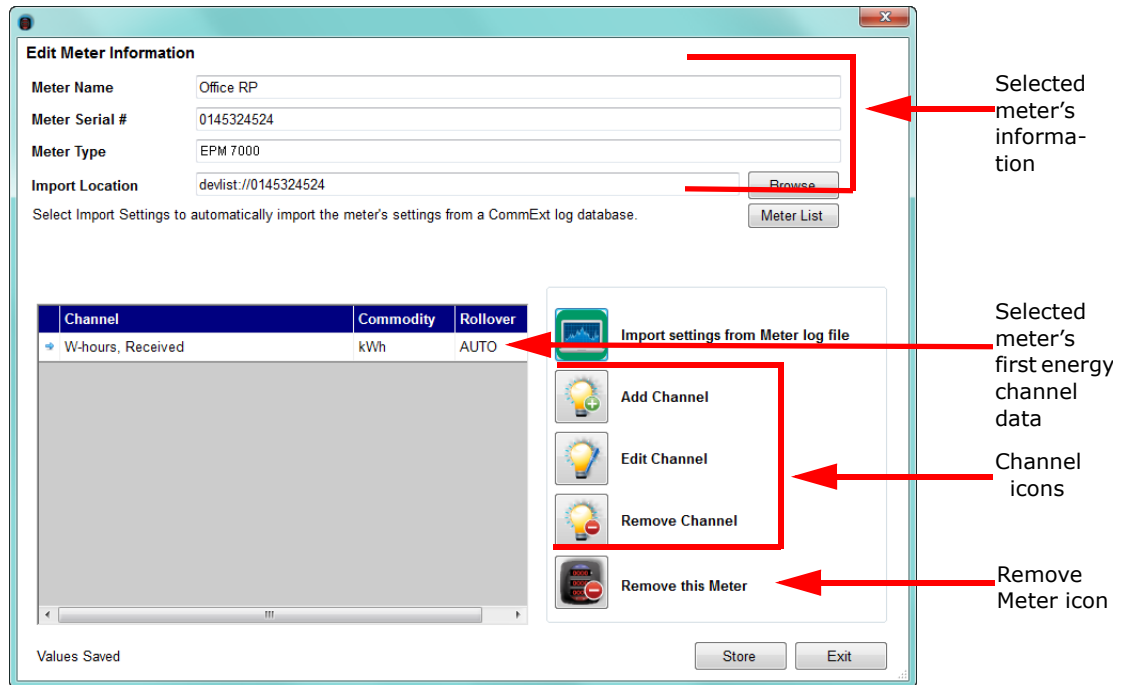 Edit Meter Information
Meter Name Office RP
Meter Serial # 0145324524
Meter Type EPM 7000
Import Location devlist://0145324524 Browse
Select Import Settings to automatically import the meter's settings from a CommExt log database. Meter List
Selected
meter's
informa-
tion
Channel Commodity Rollover
W-hours, Received kWh AUTO
Import settings from Meter log file
Add Channel
Edit Channel
Remove Channel
Remove this Meter
Selected
meter's
first energy
channel
data
Channel
icons
Remove
Meter icon
Values Saved Store Exit